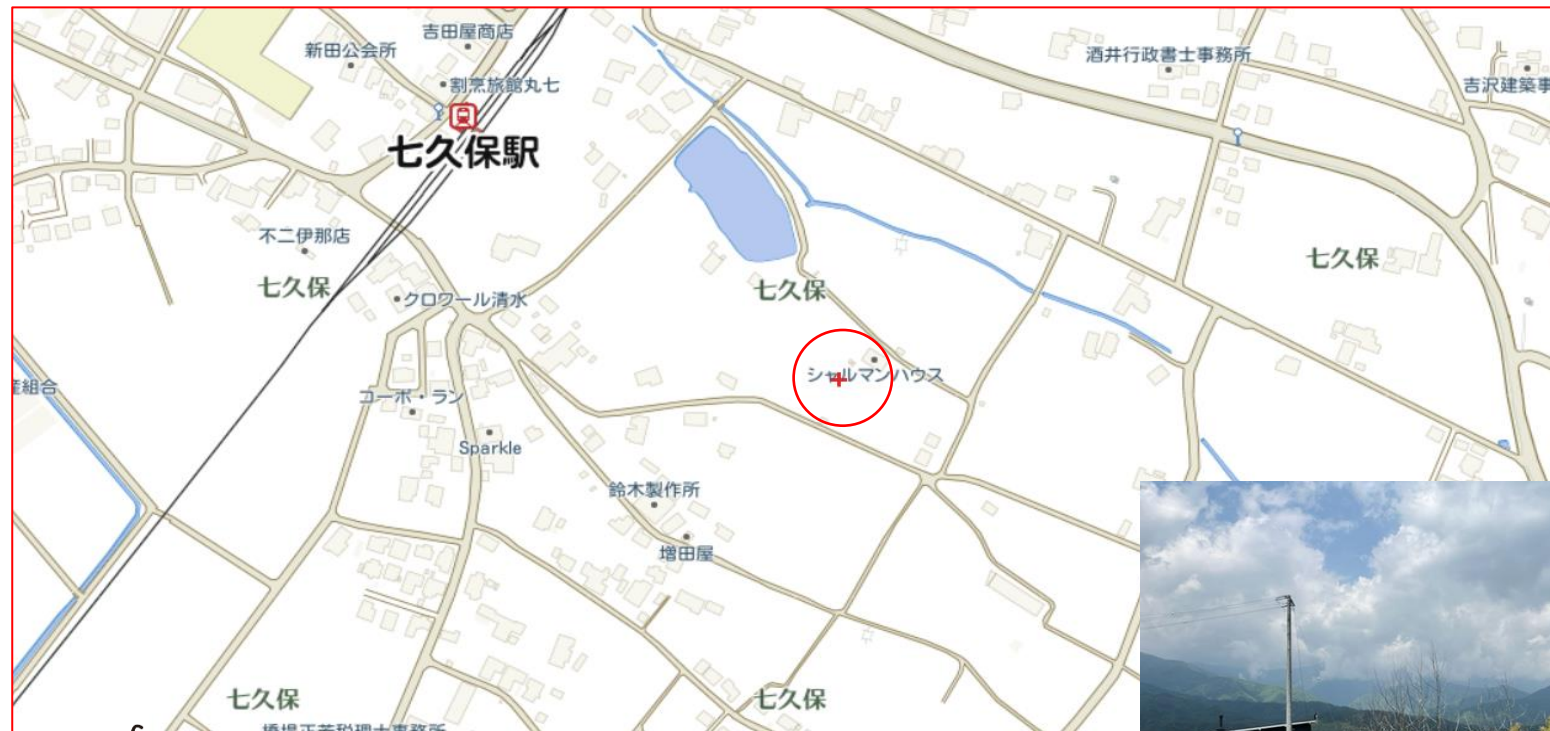 吉田屋商店
新田公会所
酒井行政書士事務所
割烹旅館丸七
吉沢建築事
七久保駅
不二伊那店
七久保
七久保
七久保
クロワール清水
シャルマンハウス
産組合
コーポ・ラン
Sparkle
鈴木製作所
増田屋
七久保
七久保